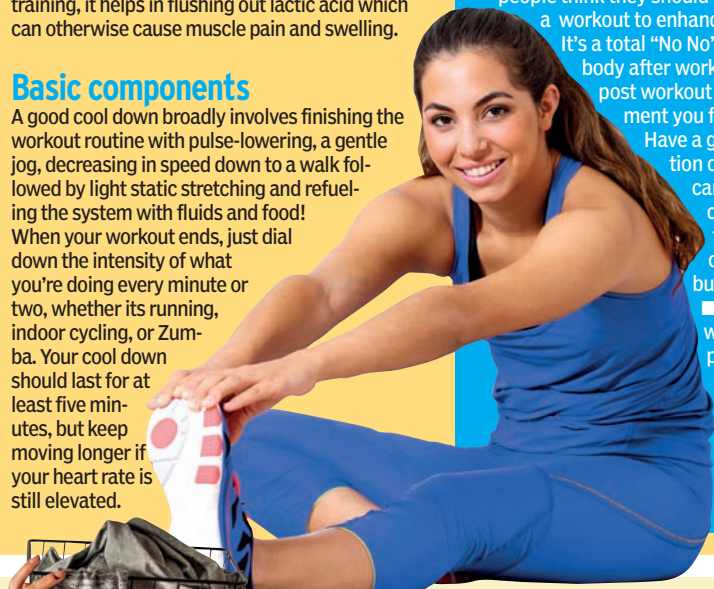 training, it helps in flushing out lactic acid which
can otherwise cause muscle pain and swelling.
Basic components
A good cool down broadly involves finishing the
workout routine with pulse-lowering, a gentle
jog, decreasing in speed down to a walk fol-
lowed by light static stretching and refuel-
ing the system with fluids and food!
When your workout ends, just dial
down the intensity of what
you're doing every minute or
two, whether its running,
indoor cycling, or Zum-
ba. Your cool down
should last for at
least five min-
utes, but keep
moving longer if
your heart rate is
still elevated.
people think they should
a workout to enhanc
It's a total “No No”
body after work
post workout
ment you f
Have a g
tion o
ca
bu
w
p